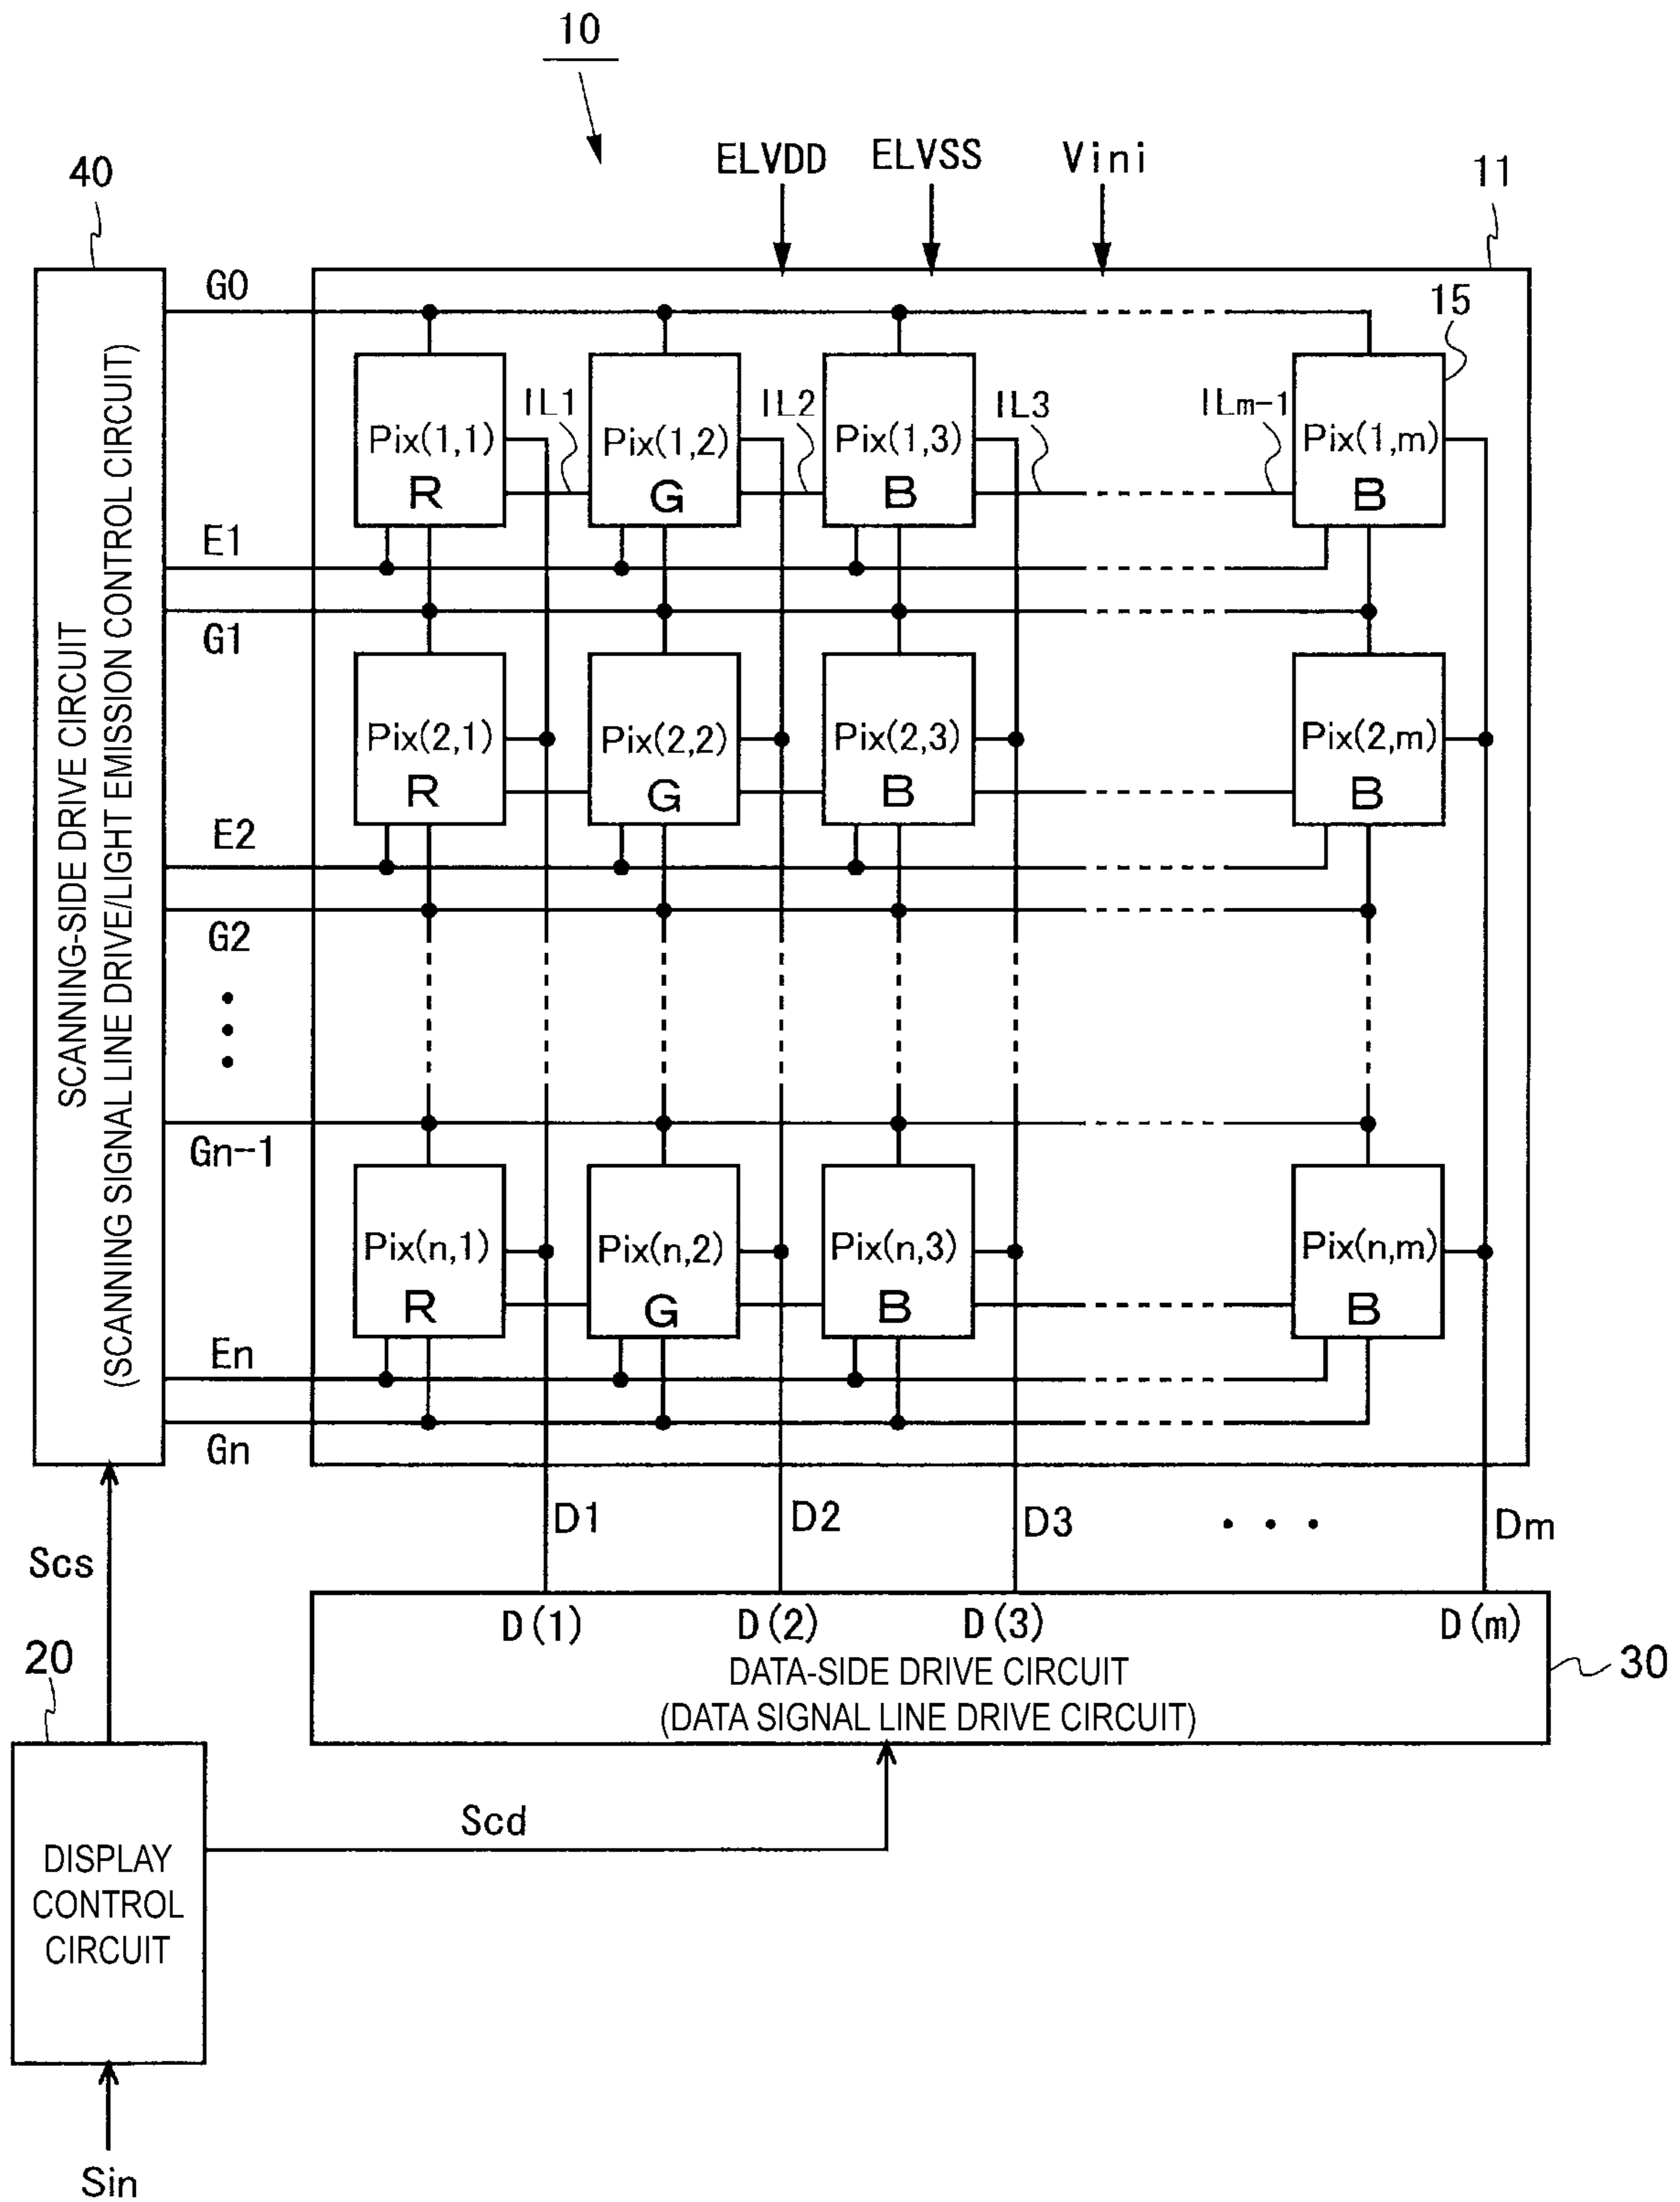 10
ELVDD ELVSS Vini
40
11
G0
15
IL1 IL2 IL3 ILm-1
Pix(1,1) Pix(1,2) Pix(1,3) Pix(1,m)
R G B B
E1
G1
Pix(2,1) Pix(2,2) Pix(2,3) Pix(2,m)
R G B B
E2
G2
Gn-1
Pix(n,1) Pix(n,2) Pix(n,3) Pix(n,m)
R G B B
En
Gn
SCANNING-SIDE DRIVE CIRCUIT
(SCANNING SIGNAL LINE DRIVE/LIGHT EMISSION CONTROL CIRCUIT)
D1 D2 D3 Dm
Scs
D(1) D(2) D(3) D(m)
DATA-SIDE DRIVE CIRCUIT
(DATA SIGNAL LINE DRIVE CIRCUIT)
30
20
Scd
DISPLAY
CONTROL
CIRCUIT
Sin